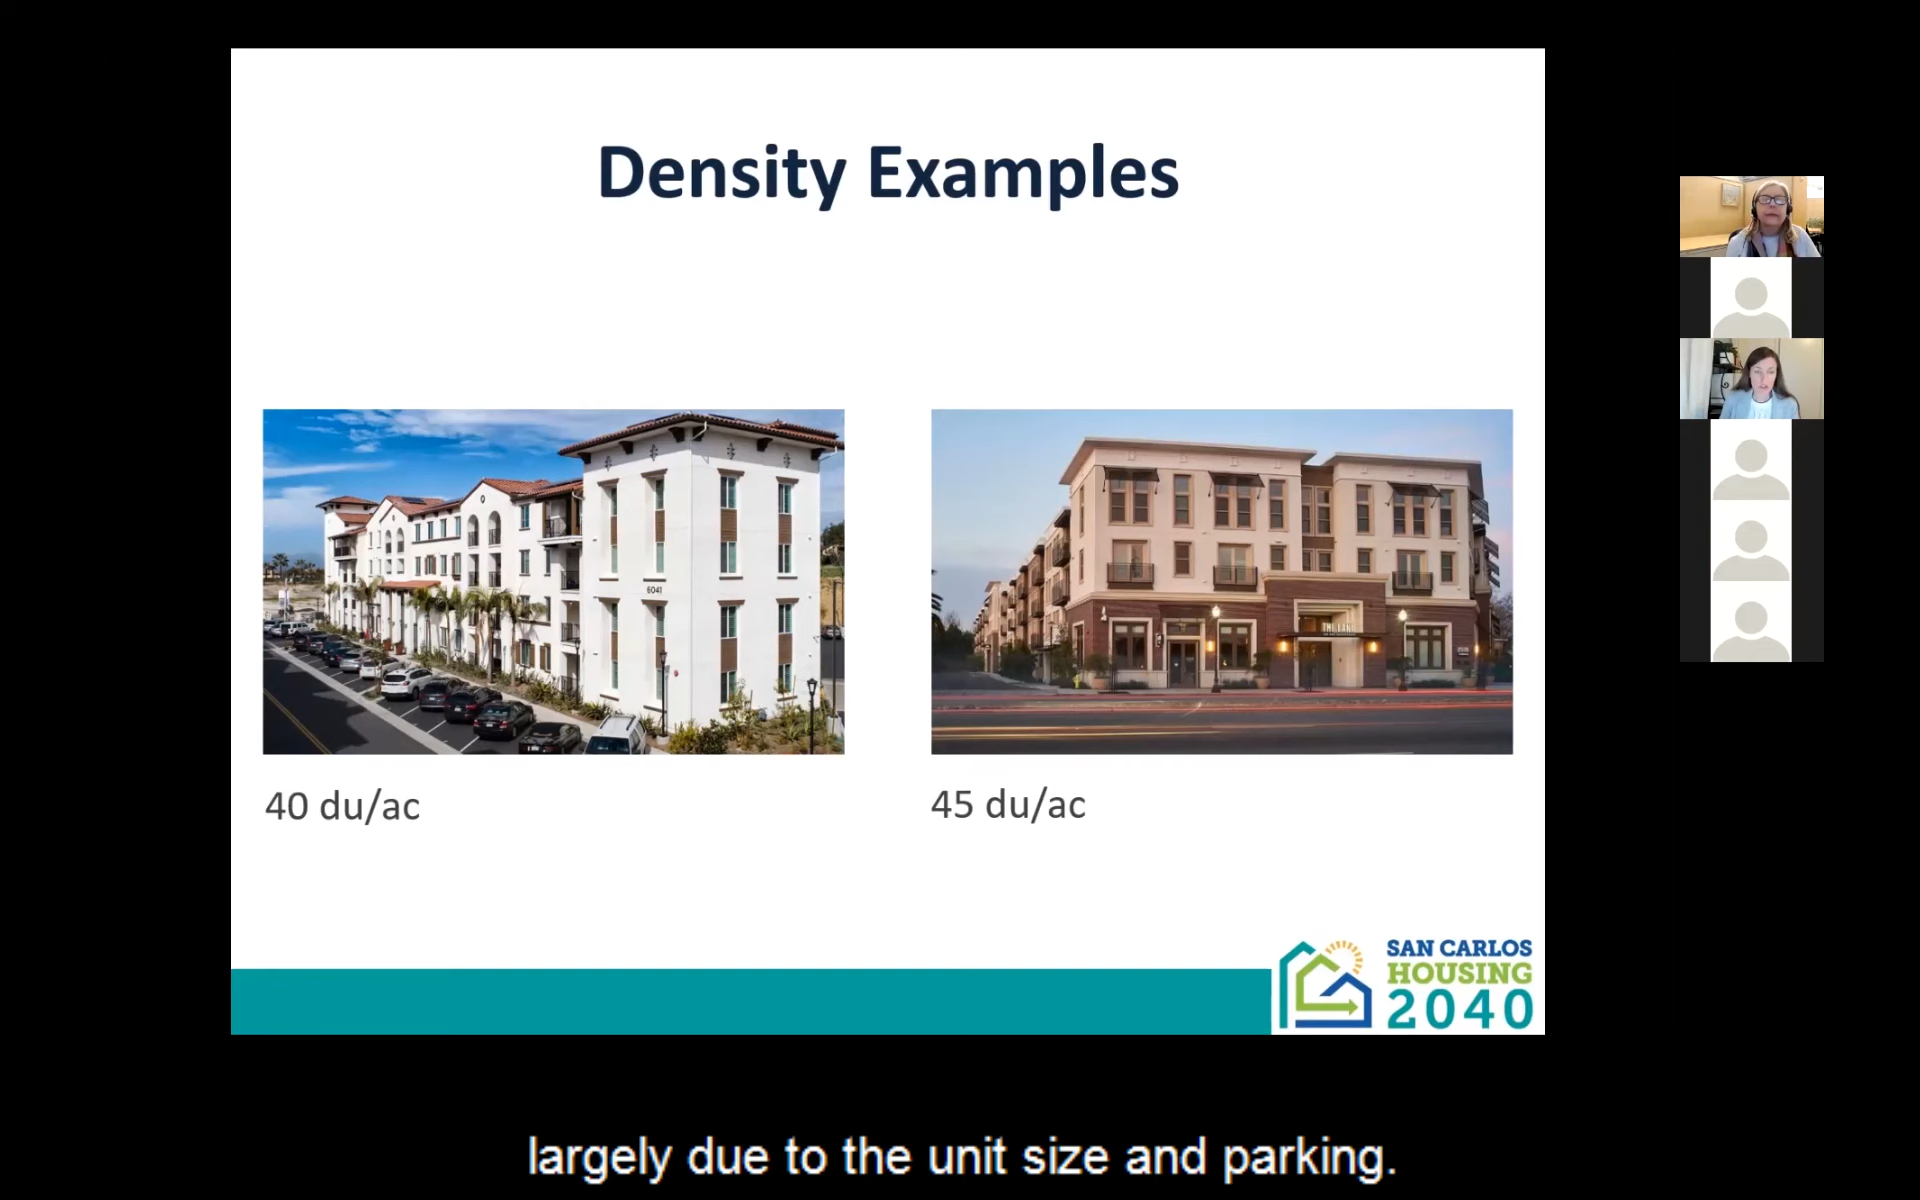 Density Examples
6041
40 du/ac
45 du/ac
SAN CARLOS
HOUSING
2040
largely due to the unit size and parking.